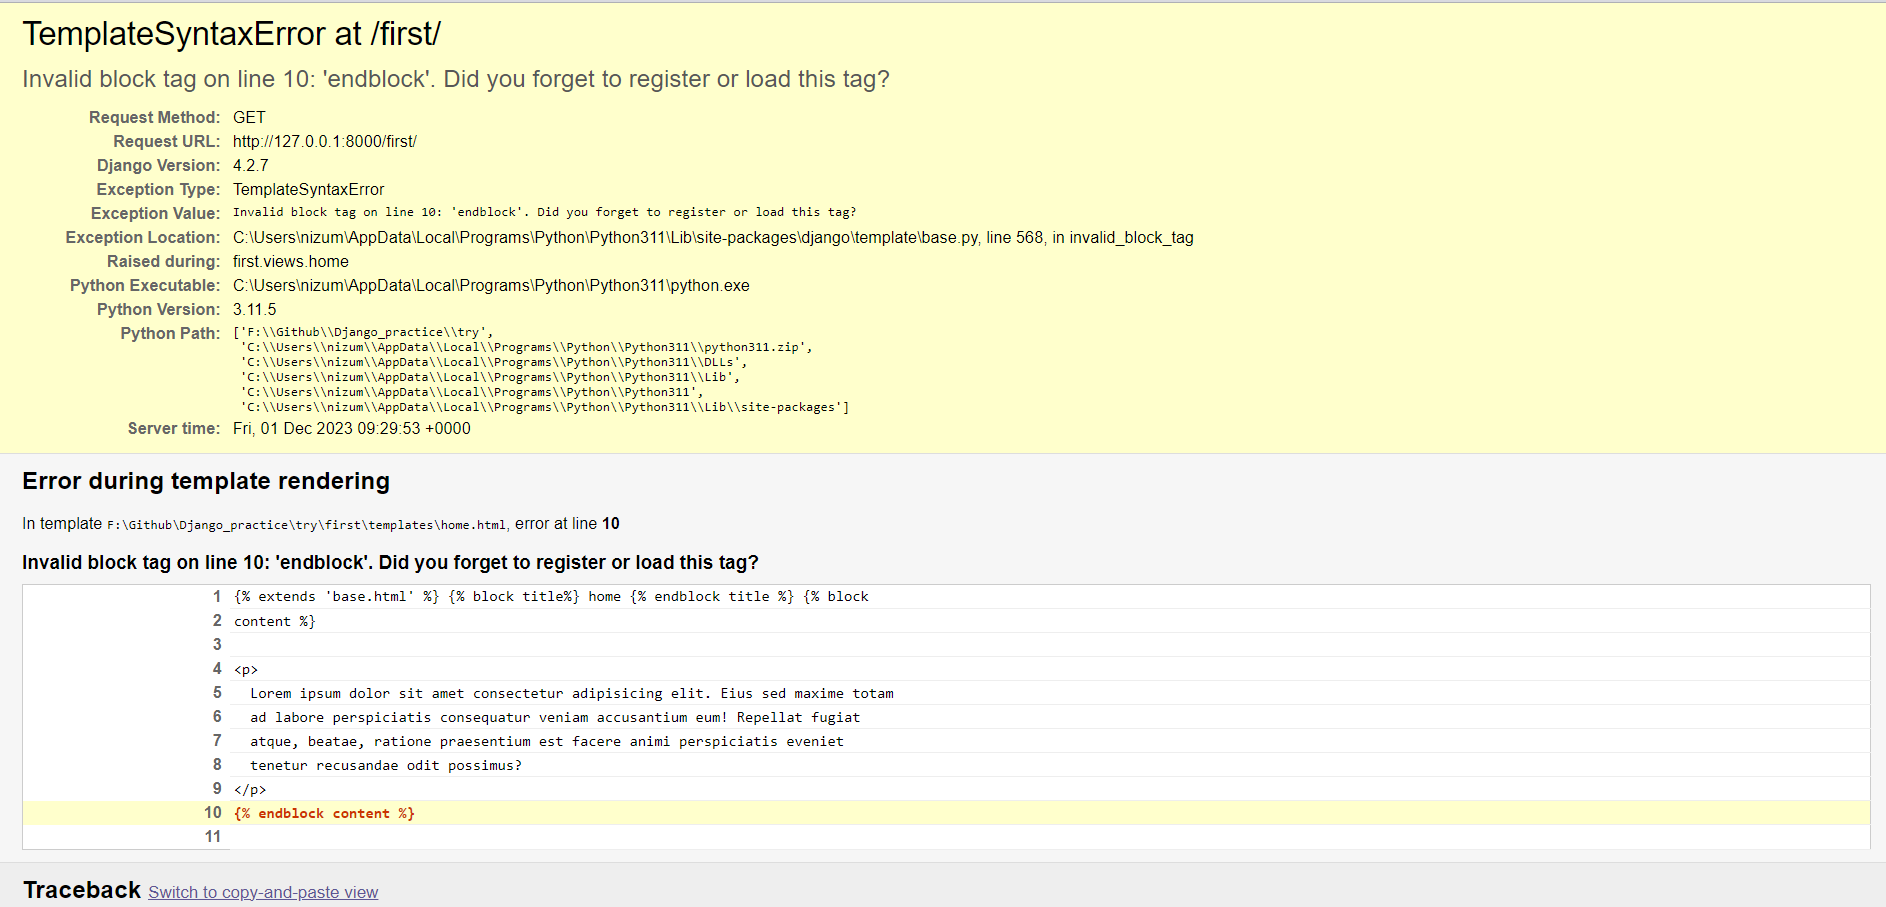 TemplateSyntaxError at /first/
Invalid block tag on line 10: 'endblock'. Did you forget to register or load this tag?
Request Method: GET
Request URL: http://127.0.0.1:8000/first/
Django Version: 4.2.7
Exception Type: TemplateSyntaxError
Exception Value: Invalid block tag on line 10: 'endblock'. Did you forget to register or load this tag?
Exception Location: C:\Users\nizum\AppData\Local\Programs\Python\Python311\Lib\site-packages\django\template\base.py, line 568, in invalid_block_tag
Raised during: first.views.home
Python Executable: C:\Users\nizum\AppData\Local\Programs\Python\Python311\python.exe
Python Version: 3.11.5
Python Path: ['F:\\Github\\Django_practice\\try',
'C:\\Users\\nizum\\AppData\\Local\\Programs\\Python\\Python311\\python311.zip',
'C:\\Users\\nizum\\AppData\\Local\\Programs\\Python\\Python311\\DLLs',
'C:\\Users\\nizum\\AppData\\Local\\Programs\\Python\\Python311\\Lib',
'C:\\Users\\nizum\\AppData\\Local\\Programs\\Python\\Python311',
'C:\\Users\\nizum\\AppData\\Local\\Programs\\Python\\Python311\\Lib\\site-packages']
Server time: Fri, 01 Dec 2023 09:29:53 +0000
Error during template rendering
In template F:\Github\Django_practice\try\first\templates\home.html, error at line 10
Invalid block tag on line 10: 'endblock'. Did you forget to register or load this tag?
1 {% extends 'base.html' %} {% block title%} home {% endblock title %} {% block
2 content %}
3
4 <p>
5 Lorem ipsum dolor sit amet consectetur adipisicing elit. Eius sed maxime totam
6 ad labore perspiciatis consequatur veniam accusantium eum! Repellat fugiat
7 atque, beatae, ratione praesentium est facere animi perspiciatis eveniet
8 tenetur recusandae odit possimus?
9 </p>
10 {% endblock content %}
11
Traceback Switch to copy-and-paste view